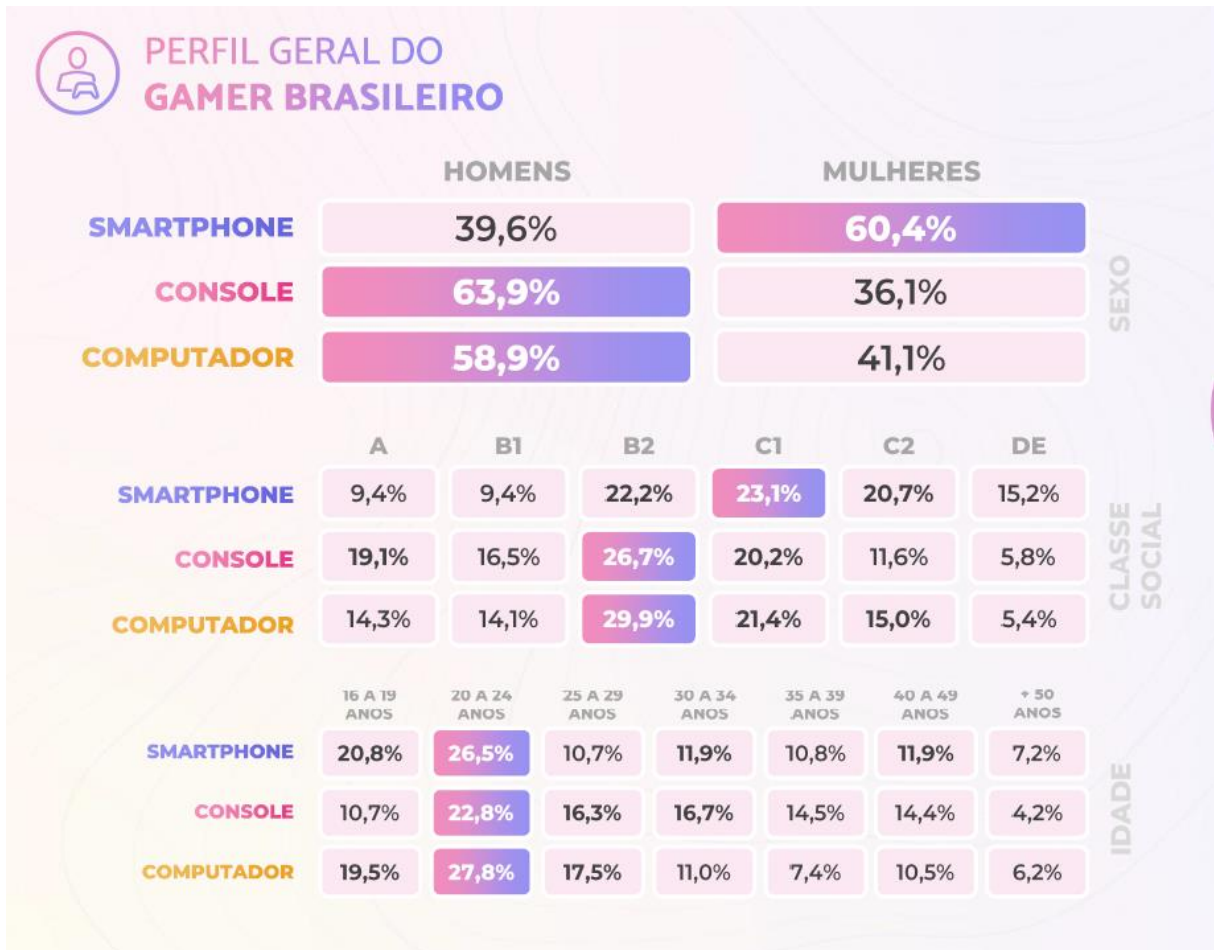 PERFIL GERAL DO
GAMER BRASILEIRO
HOMENS MULHERES
SMARTPHONE 39,6% 60,4%
CONSOLE 63,9% 36,1%
COMPUTADOR 58,9% 41,1%
SEXO
A B1 B2 C1 C2 DE
SMARTPHONE 9,4% 9,4% 22,2% 23,1% 20,7% 15,2%
CONSOLE 19,1% 16,5% 26,7% 20,2% 11,6% 5,8%
COMPUTADOR 14,3% 14,1% 29,9% 21,4% 15,0% 5,4%
CLASSE
SOCIAL
16 A 19 20 A 24 25 A 29 30 A 34 35 A 39 40 A 49 + 50
ANOS ANOS ANOS ANOS ANOS ANOS ANOS
SMARTPHONE 20,8% 26,5% 10,7% 11,9% 10,8% 11,9% 7,2%
CONSOLE 10,7% 22,8% 16,3% 16,7% 14,5% 14,4% 4,2%
COMPUTADOR 19,5% 27,8% 17,5% 11,0% 7,4% 10,5% 6,2%
IDADE